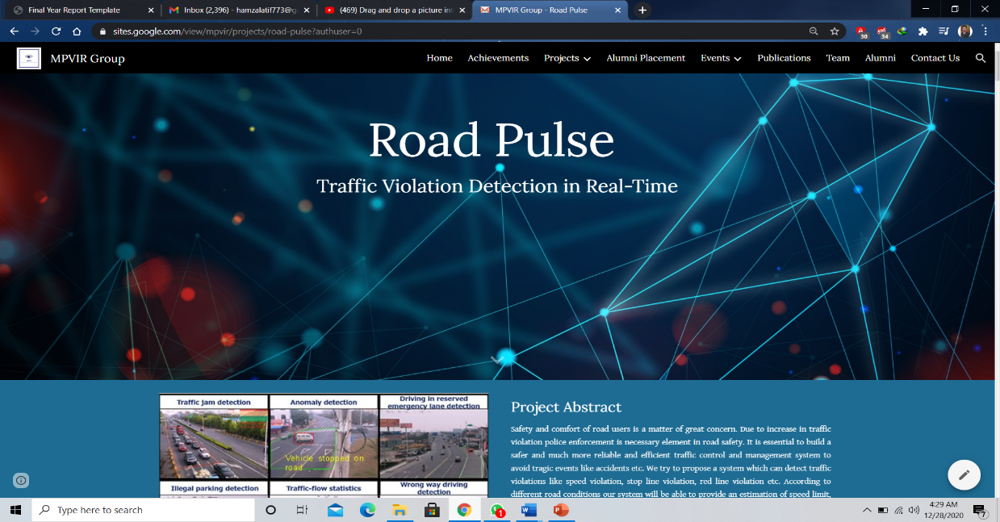 Final Year Report Template
Inbox (2,396) - hamzalatif773@g
(469) Drag and drop a picture int
MPVIR Group - Road Pulse
sites.google.com/view/mpvir/projects/road-pulse?authuser=0
30
34
MPVIR Group
Home Achievements Projects Alumni Placement Events Publications Team Alumni Contact Us
Road Pulse
Traffic Violation Detection in Real-Time
Traffic jam detection
Anomaly detection
Driving in reserved
emergency lane detection
Vehicle stopped on
road
Illegal parking detection
Traffic-flow statistics
Wrong way driving
detection
Project Abstract
Safety and comfort of road users is a matter of great concern. Due to increase in traffic
violation police enforcement is necessary element in road safety. It is essential to build a
safer and much more reliable and efficient traffic control and management system to
avoid tragic events like accidents etc. We try to propose a system which can detect traffic
violations like speed violation, stop line violation, red line violation etc. According to
different road conditions our system will be able to provide an estimation of speed limit,
Type here to search
1
4:29 AM
12/28/2020
7